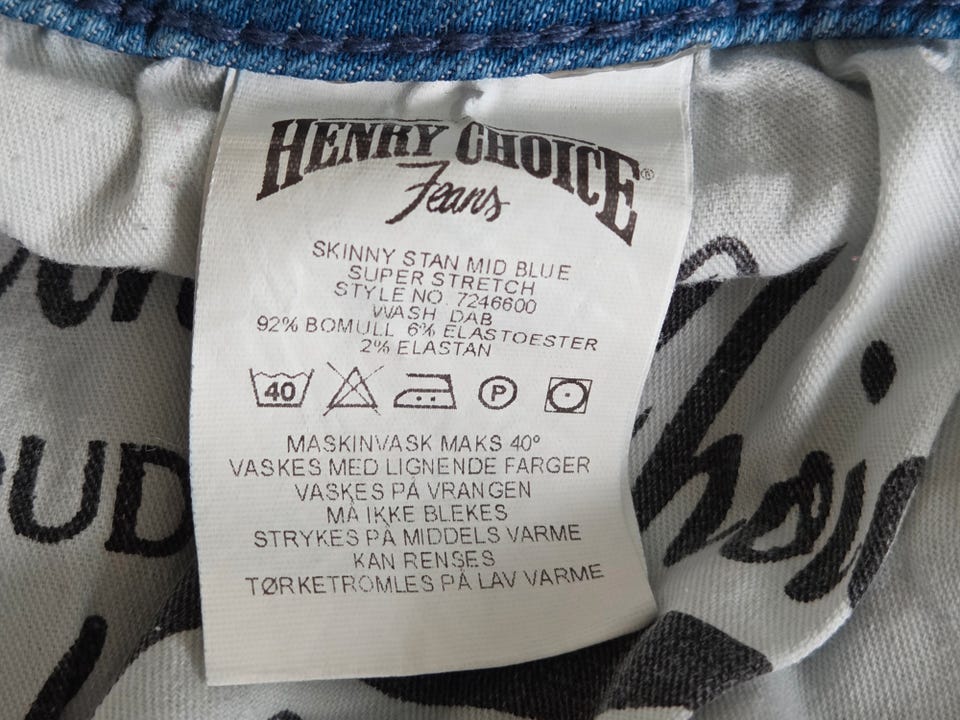 HENRY CHOICE®
Jeans
SKINNY STAN MID BLUE
SUPER STRETCH
STYLE NO. 7246600
WASH DAB
92% BOMULL 6% ELASTOESTER
2% ELASTAN
40 P
MASKINVASK MAKS 40°
VASKES MED LIGNENDE FARGER
VASKES PÅ VRANGEN
MÅ IKKE BLEKES
STRYKES PÅ MIDDELS VARME
KAN RENSES
TØRKETROMLES PÅ LAV VARME